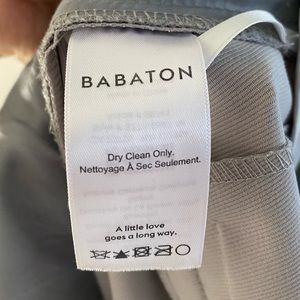 BABATON
Dry Clean Only.
Nettoyage À Sec Seulement.
A little love
goes a long way.